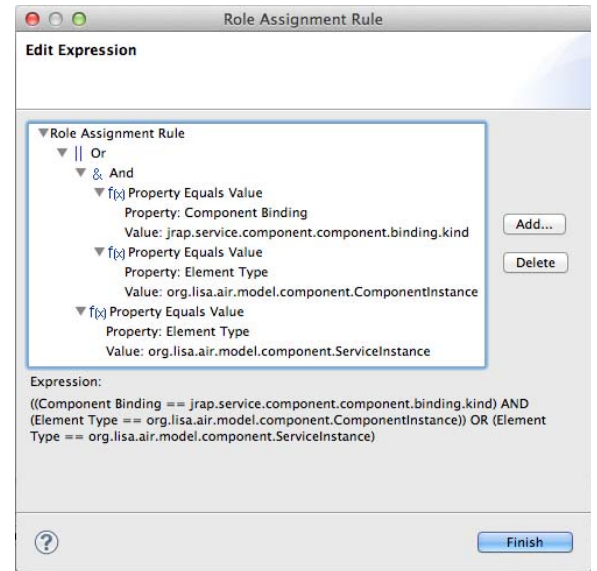 Role Assignment Rule
Edit Expression
Role Assignment Rule
|| Or
& And
f(x) Property Equals Value
Property: Component Binding
Value: jrap.service.component.component.binding.kind
f(x) Property Equals Value
Property: Element Type
Value: org.lisa.air.model.component.ComponentInstance
f(x) Property Equals Value
Property: Element Type
Value: org.lisa.air.model.component.ServiceInstance
Add...
Delete
Expression:
((Component Binding == jrap.service.component.component.binding.kind) AND
(Element Type == org.lisa.air.model.component.ComponentInstance)) OR (Element
Type == org.lisa.air.model.component.ServiceInstance)
?
Finish